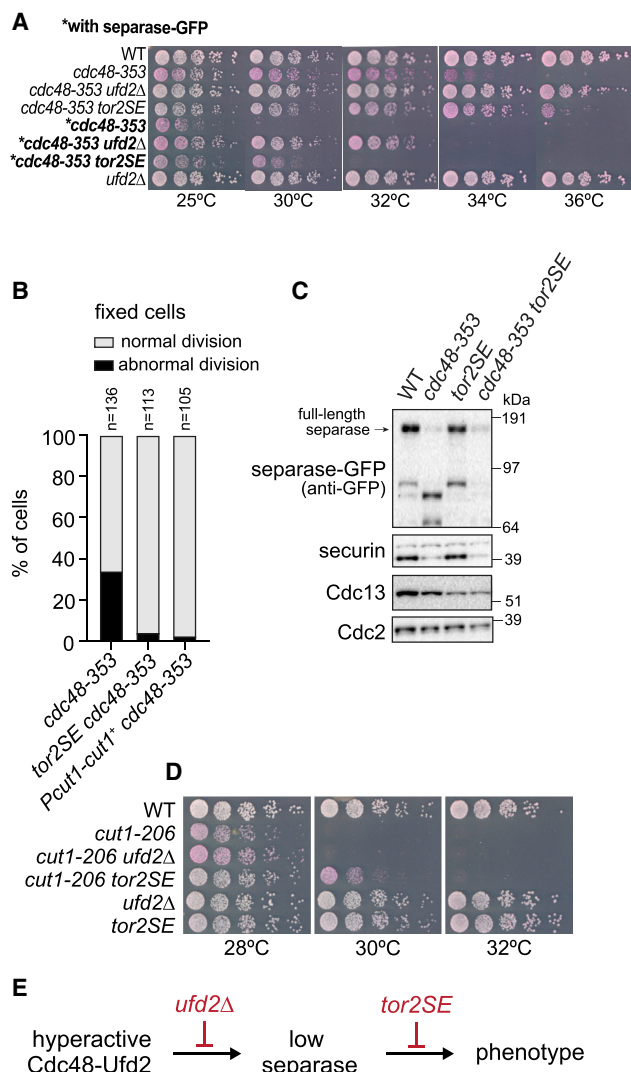 A
*with separase-GFP
WT
cdc48-353
cdc48-353 ufd2Δ
cdc48-353 tor2SE
*cdc48-353
*cdc48-353 ufd2Δ
*cdc48-353 tor2SE
ufd2Δ
25ºC 30ºC 32ºC 34ºC 36ºC
B
fixed cells
normal division
abnormal division
n=136 n=113 n=105
% of cells
100
80
60
40
20
0
cdc48-353
tor2SE cdc48-353
Pcut1-cut1+ cdc48-353
C
WT cdc48-353 tor2SE cdc48-353 tor2SE
kDa
full-length
separase →
separase-GFP
(anti-GFP)
191
97
64
securin 39
Cdc13 51
Cdc2 39
D
WT
cut1-206
cut1-206 ufd2Δ
cut1-206 tor2SE
ufd2Δ
tor2SE
28ºC 30ºC 32ºC
E
ufd2Δ tor2SE
hyperactive
Cdc48-Ufd2
low
separase
phenotype